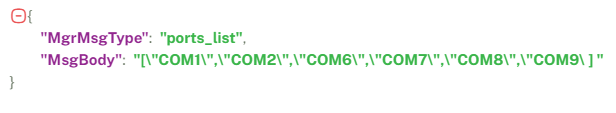 {
"MgrMsgType": "ports_list",
"MsgBody": "[\"COM1\",\"COM2\",\"COM6\",\"COM7\",\"COM8\",\"COM9\ ] "
}